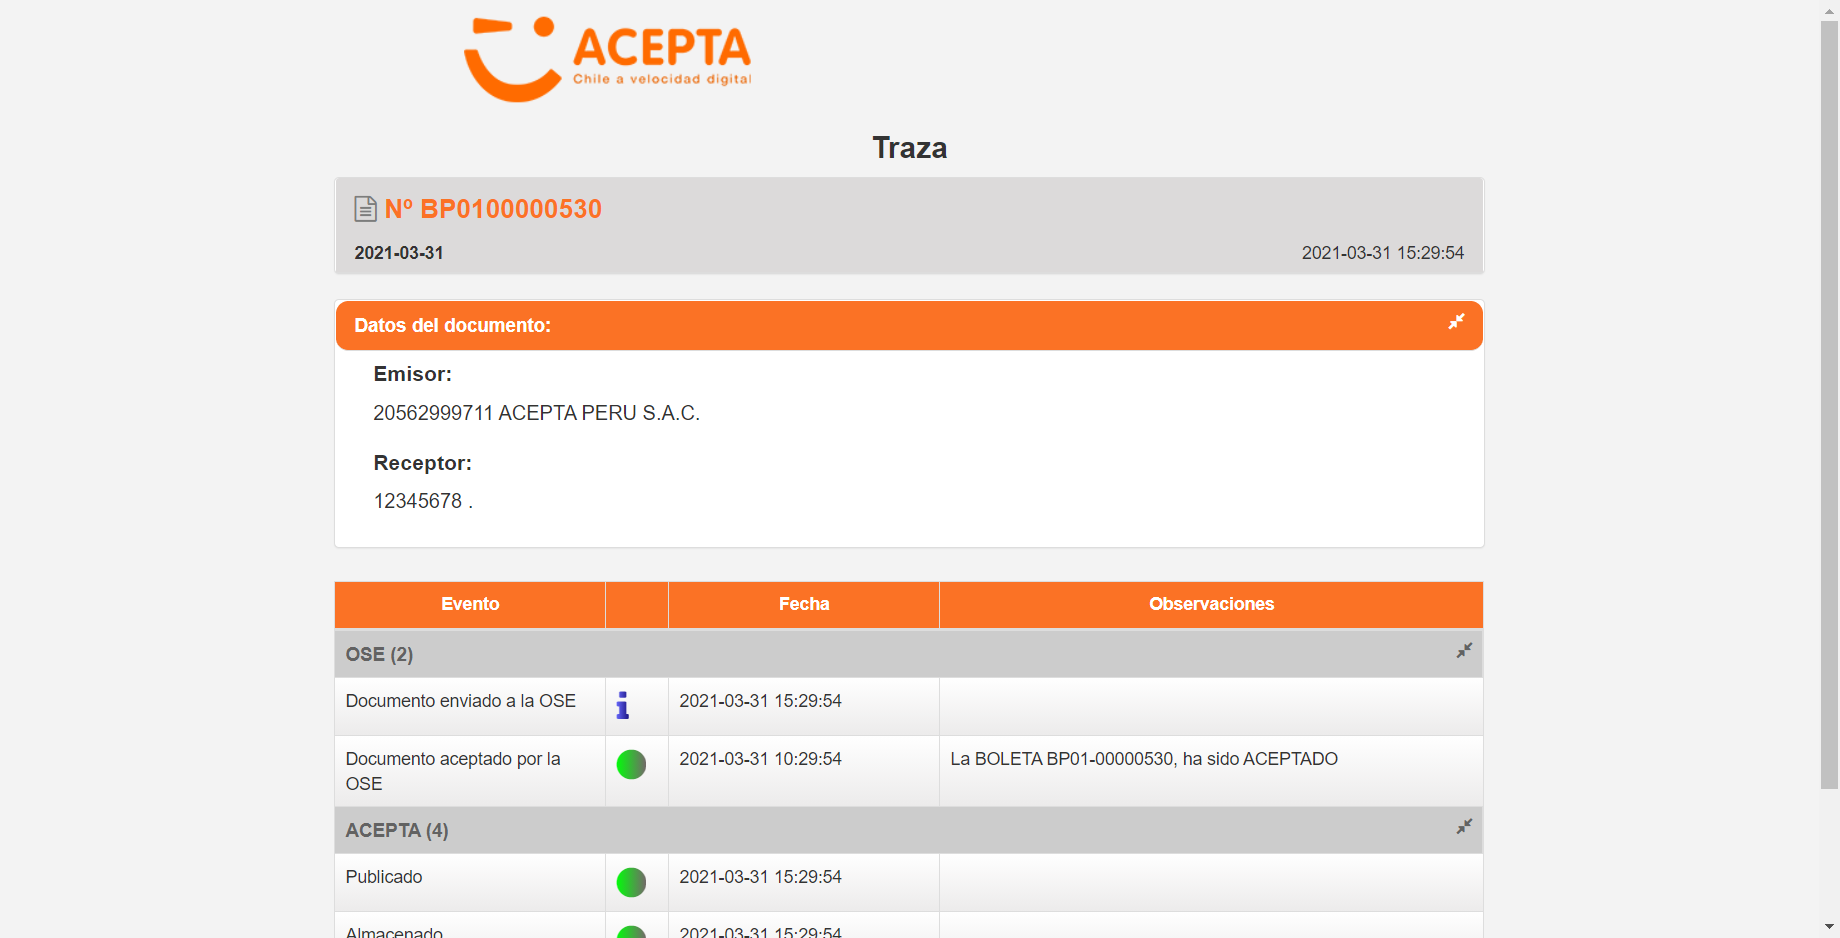 ACEPTA
Chile a velocidad digital
Traza
Nº BP0100000530
2021-03-31
2021-03-31 15:29:54
Datos del documento:
Emisor:
20562999711 ACEPTA PERU S.A.C.
Receptor:
12345678 .
Evento Fecha Observaciones
OSE (2)
Documento enviado a la OSE 2021-03-31 15:29:54
Documento aceptado por la 2021-03-31 10:29:54 La BOLETA BP01-00000530, ha sido ACEPTADO
OSE
ACEPTA (4)
Publicado 2021-03-31 15:29:54
Almacenado 2021-03-31 15:29:54